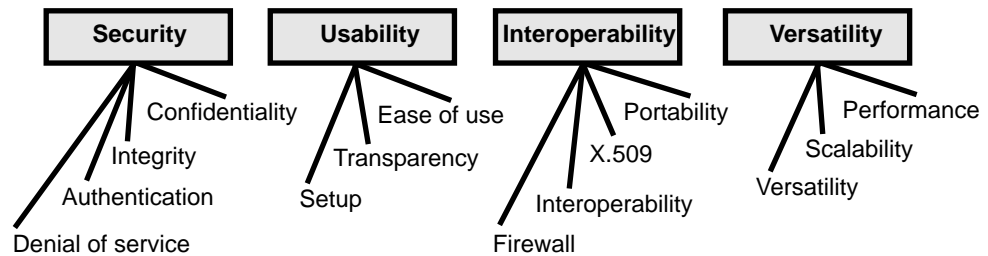 Security
Usability
Interoperability
Versatility
Confidentiality
Integrity
Authentication
Denial of service
Ease of use
Transparency
Setup
Portability
X.509
Interoperability
Firewall
Performance
Scalability
Versatility